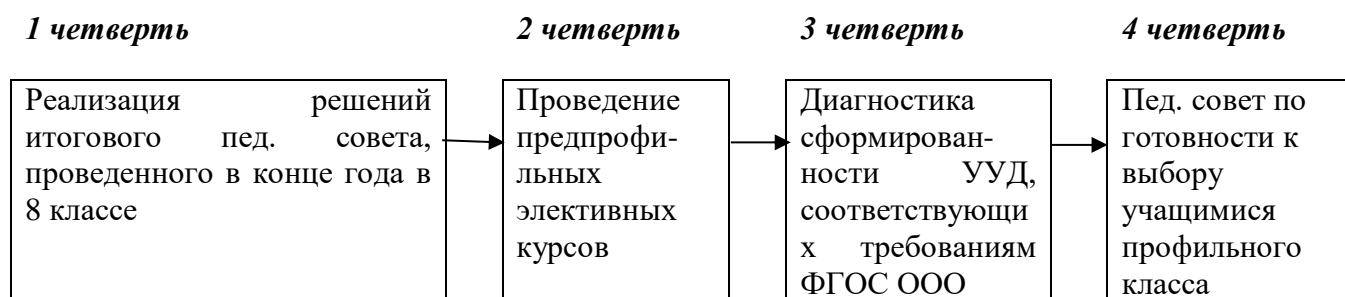 1 четверть
2 четверть
3 четверть
4 четверть
Реализация решений
итогового пед. совета,
проведенного в конце года в
8 классе
Проведение
предпрофи-
льных
элективных
курсов
Диагностика
сформирован-
ности УУД,
соответствующи
х требованиям
ФГОС ООО
Пед. совет по
готовности к
выбору
учащимися
профильного
класса